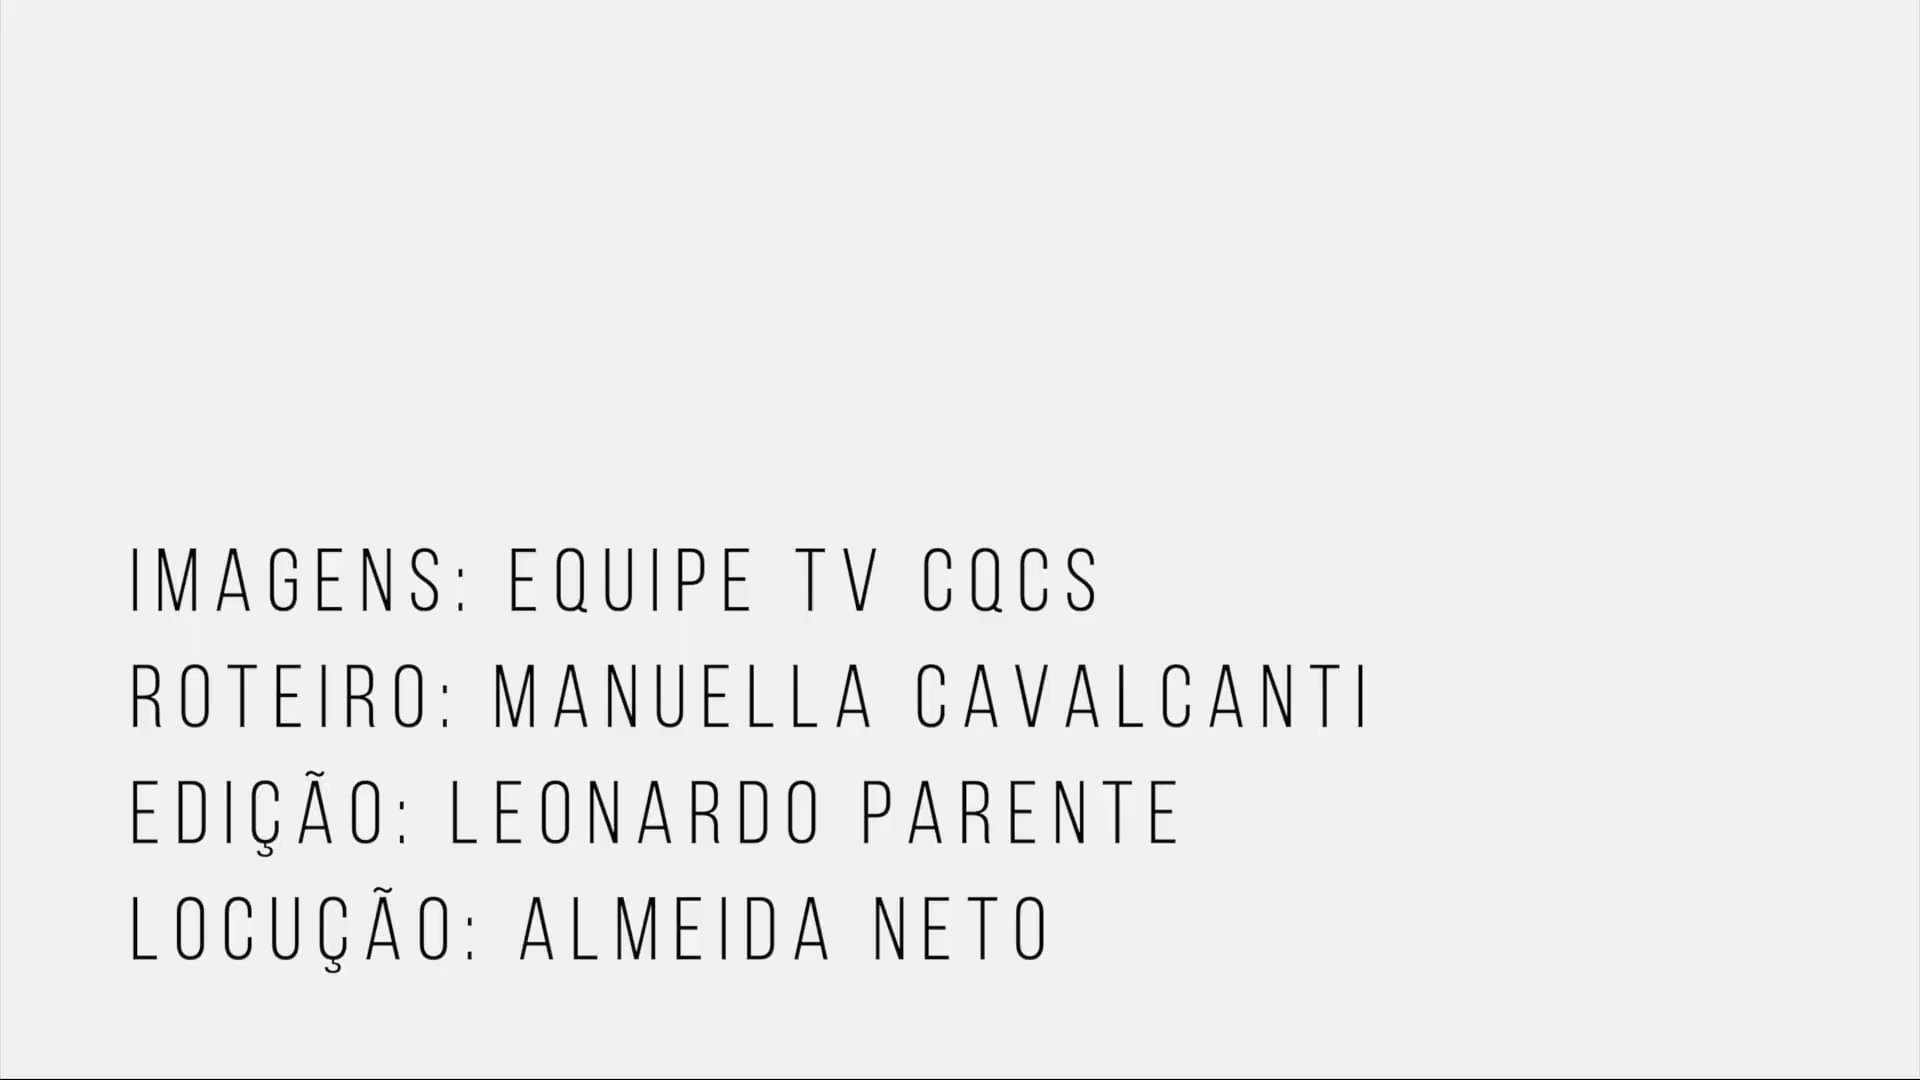 IMAGENS: EQUIPE TV CQCS
ROTEIRO: MANUELLA CAVALCANTI
EDIÇÃO: LEONARDO PARENTE
LOCUÇÃO: ALMEIDA NETO